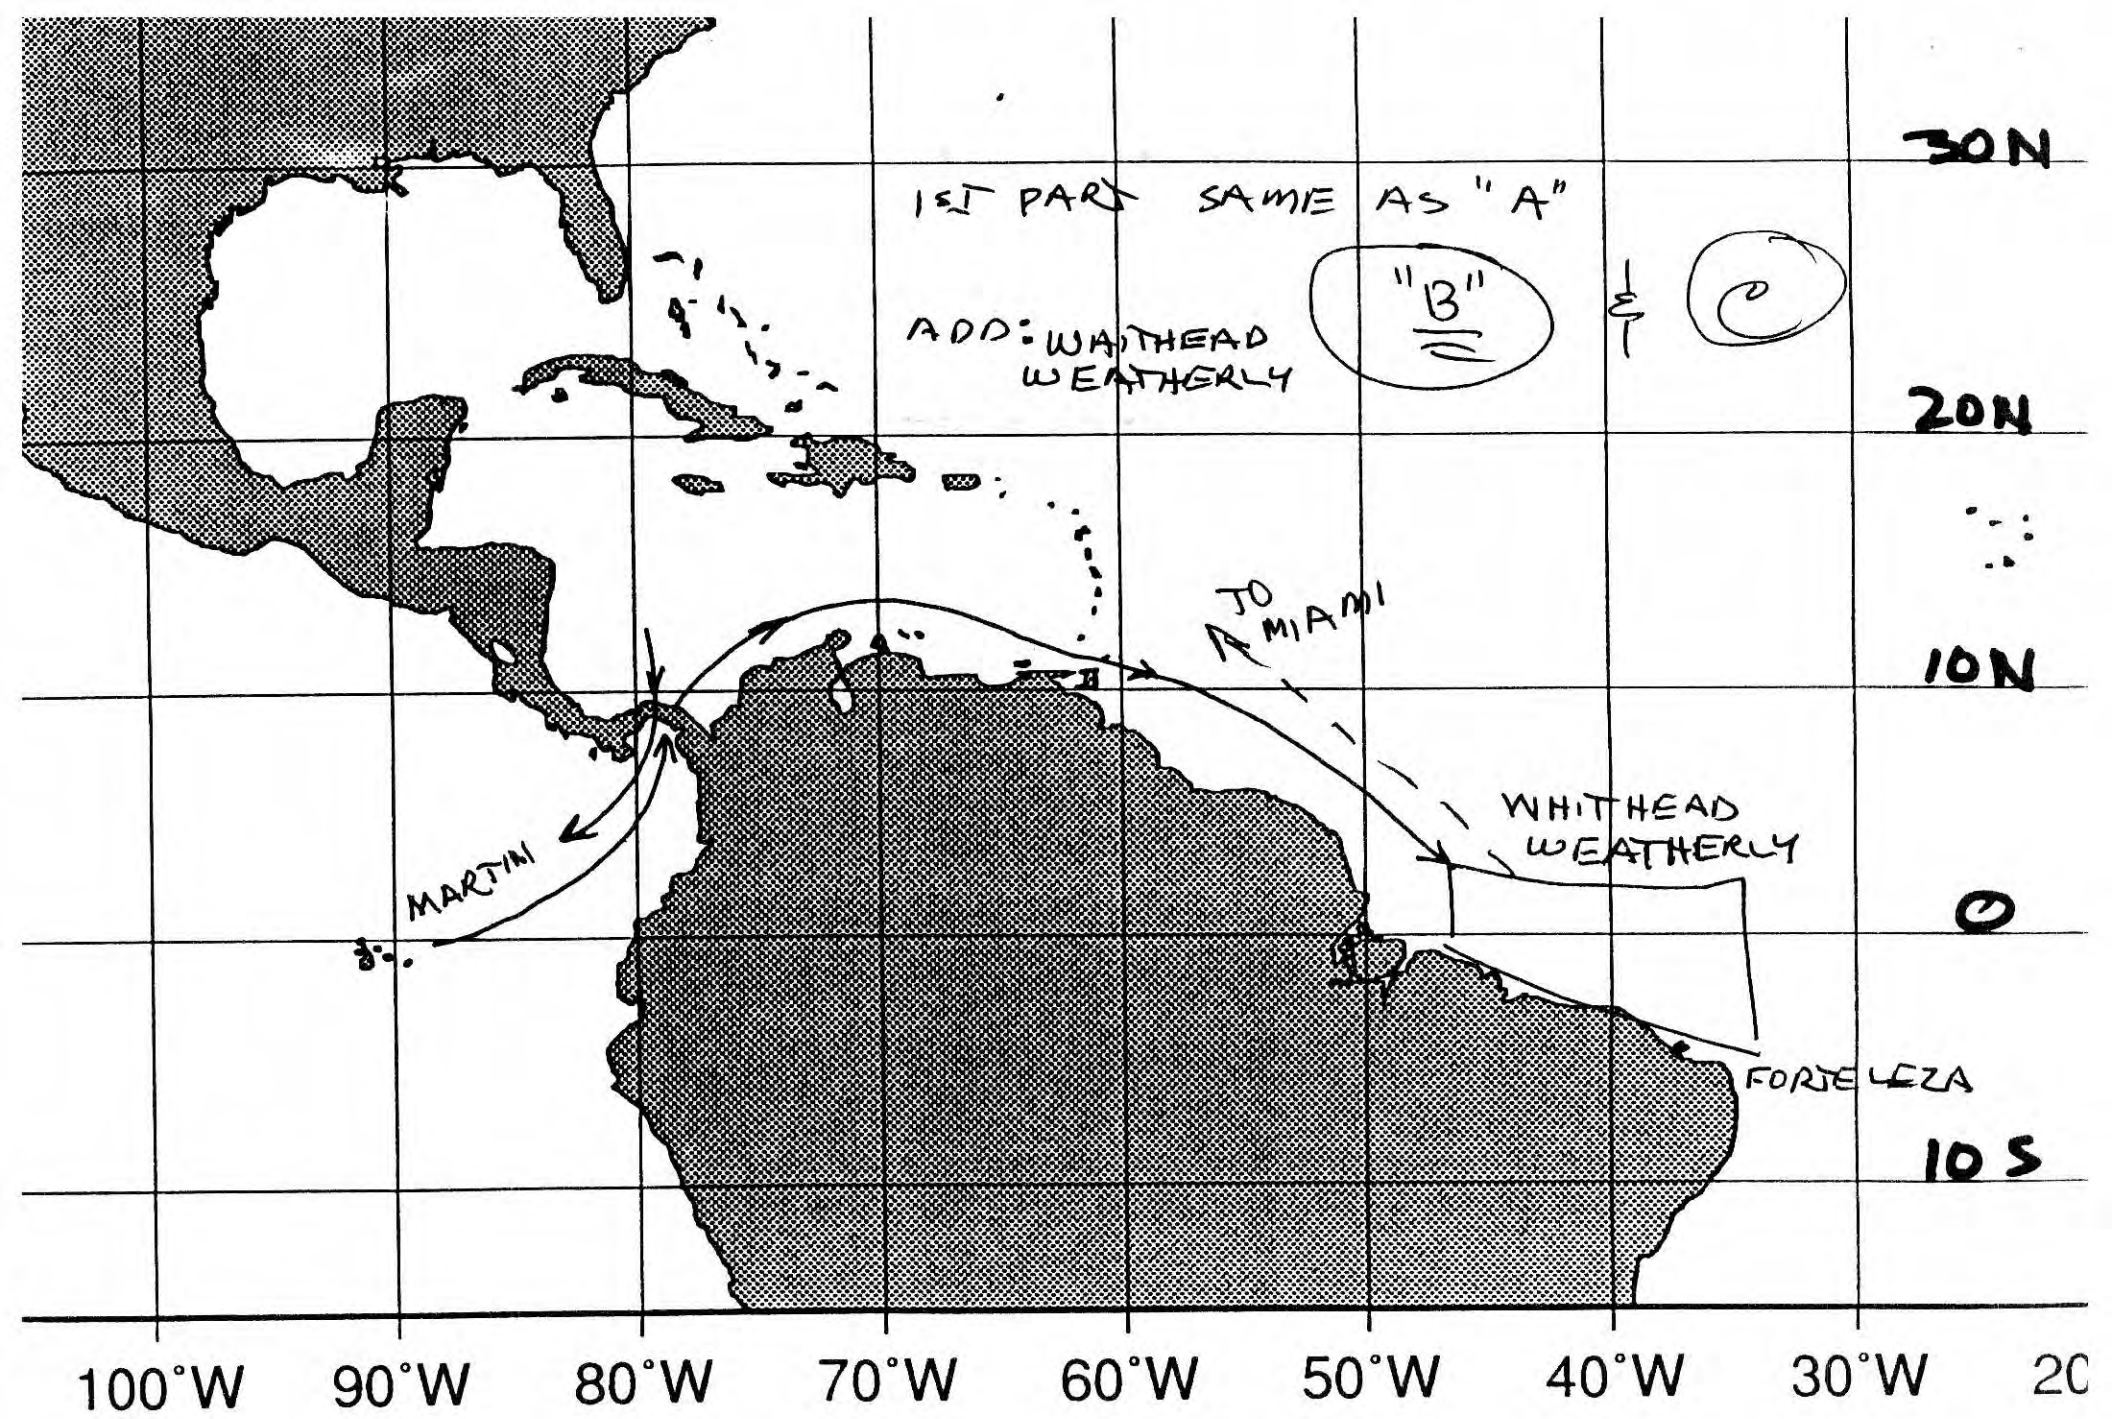 30N
1ST PART SAME AS "A"
"B" & C
ADD: WHITHEAD
WEATHERLY
20N
TO
MIAMI
10N
WHITHEAD
WEATHERLY
MARTIN
0
FORTELEZA
10S
100°W 90°W 80°W 70°W 60°W 50°W 40°W 30°W 20